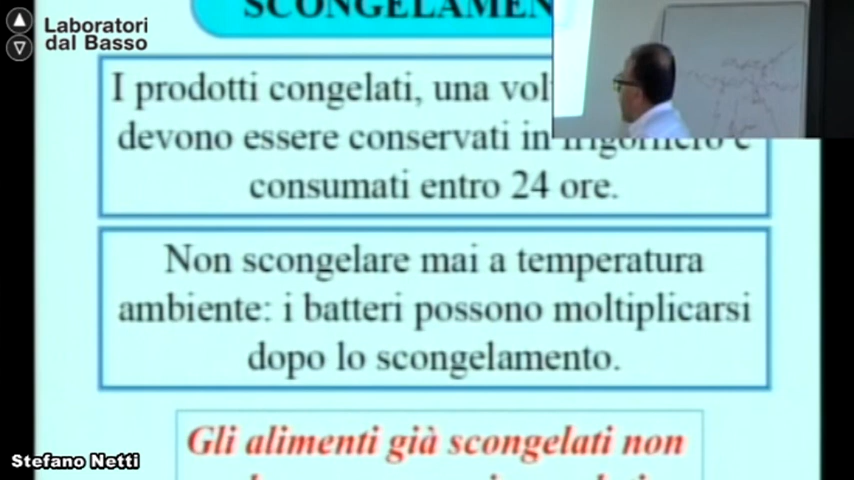 Laboratori
dal Basso
SCONGELAMEN
I prodotti congelati, una vol
devono essere conservati in frigorifero e
consumati entro 24 ore.
Non scongelare mai a temperatura
ambiente: i batteri possono moltiplicarsi
dopo lo scongelamento.
Gli alimenti già scongelati non
Stefano Netti